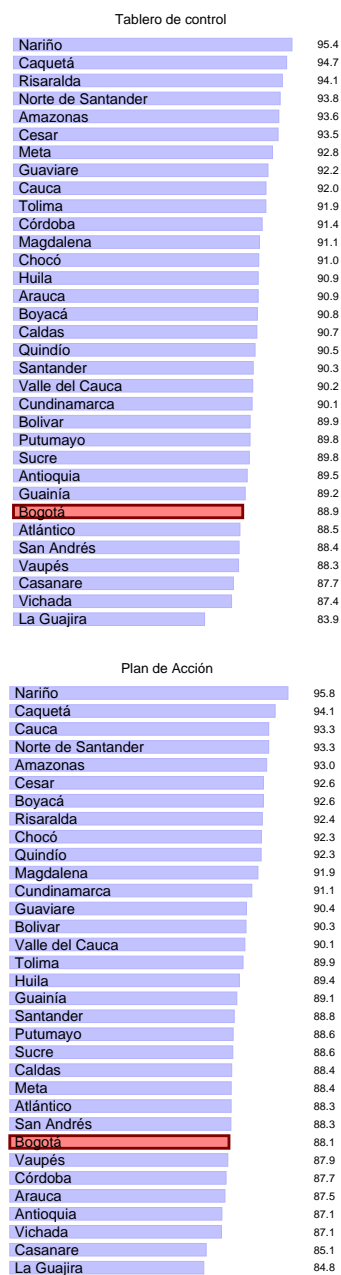 Tablero de control
Nariño 95.4
Caquetá 94.7
Risaralda 94.1
Norte de Santander 93.8
Amazonas 93.6
Cesar 93.5
Meta 92.8
Guaviare 92.2
Cauca 92.0
Tolima 91.9
Córdoba 91.4
Magdalena 91.1
Chocó 91.0
Huila 90.9
Arauca 90.9
Boyacá 90.8
Caldas 90.7
Quindío 90.5
Santander 90.3
Valle del Cauca 90.2
Cundinamarca 90.1
Bolivar 89.9
Putumayo 89.8
Sucre 89.8
Antioquia 89.5
Guainía 89.2
Bogotá 88.9
Atlántico 88.5
San Andrés 88.4
Vaupés 88.3
Casanare 87.7
Vichada 87.4
La Guajira 83.9
Plan de Acción
Nariño 95.8
Caquetá 94.1
Cauca 93.3
Norte de Santander 93.3
Amazonas 93.0
Cesar 92.6
Boyacá 92.6
Risaralda 92.4
Chocó 92.3
Quindío 92.3
Magdalena 91.9
Cundinamarca 91.1
Guaviare 90.4
Bolivar 90.3
Valle del Cauca 90.1
Tolima 89.9
Huila 89.4
Guainía 89.1
Santander 88.8
Putumayo 88.6
Sucre 88.6
Caldas 88.4
Meta 88.4
Atlántico 88.3
San Andrés 88.3
Bogotá 88.1
Vaupés 87.9
Córdoba 87.7
Arauca 87.5
Antioquia 87.1
Vichada 87.1
Casanare 85.1
La Guajira 84.8